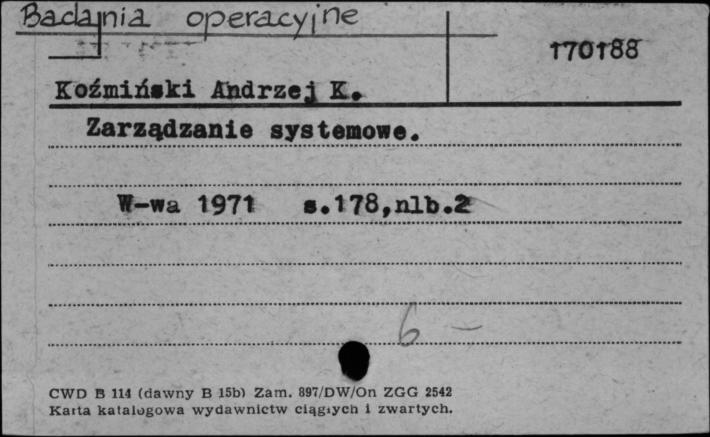 Badania operacyjne
170188
Koźmiński Andrzej K.
Zarządzanie systemowe.
W-wa 1971 s.178,nlb.2
6 -
CWD B 114 (dawny B 15b) Zam. 897/DW/On ZGG 2542
Karta katalogowa wydawnictw ciągłych i zwartych.